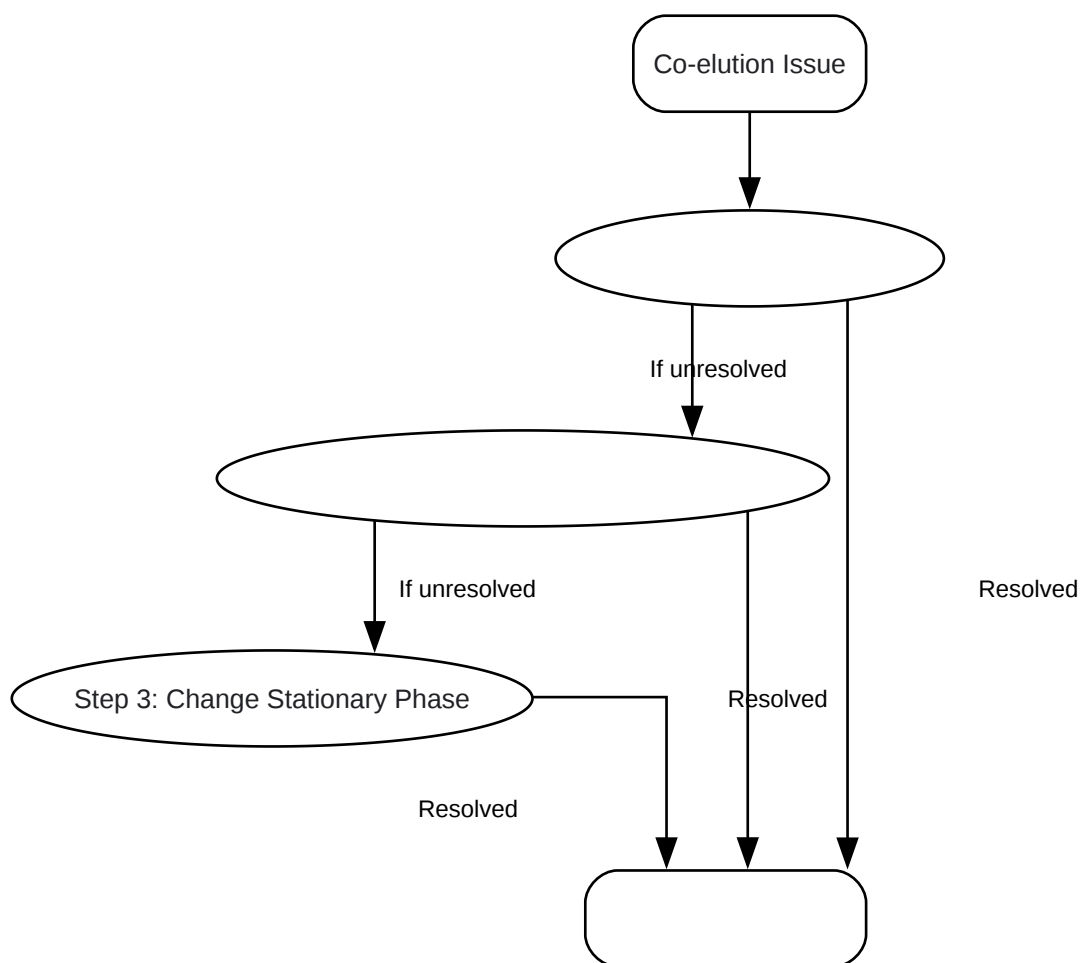 Co-elution Issue
If unresolved
If unresolved
Resolved
Step 3: Change Stationary Phase
Resolved
Resolved